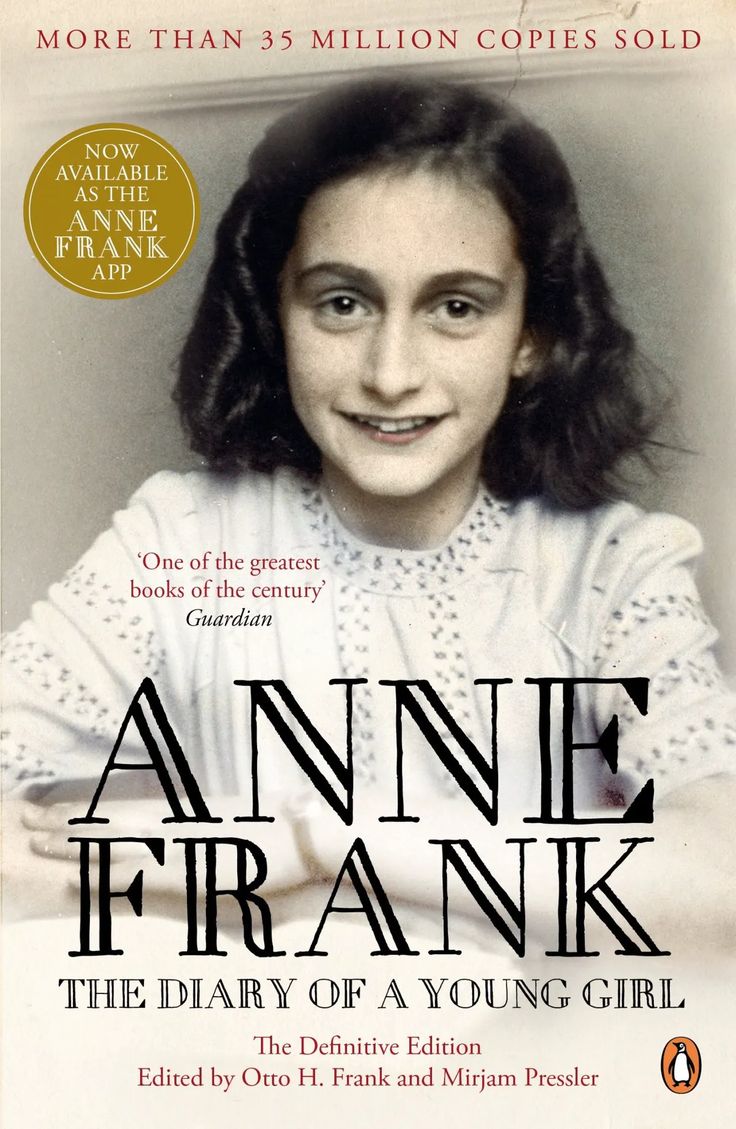 MORE THAN 35 MILLION COPIES SOLD
NOW
AVAILABLE
AS THE
ANNE
FRANK
APP
‘One of the greatest
books of the century’
Guardian
ANNE
FRANK
THE DIARY OF A YOUNG GIRL
The Definitive Edition
Edited by Otto H. Frank and Mirjam Pressler